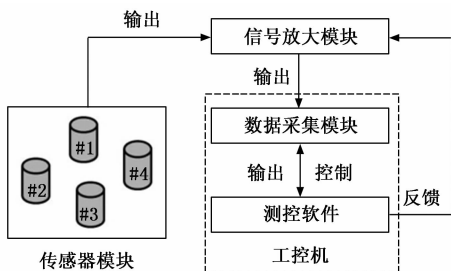 输出
信号放大模块
输出
#1
#2
#3
#4
数据采集模块
输出
控制
测控软件
反馈
传感器模块
工控机